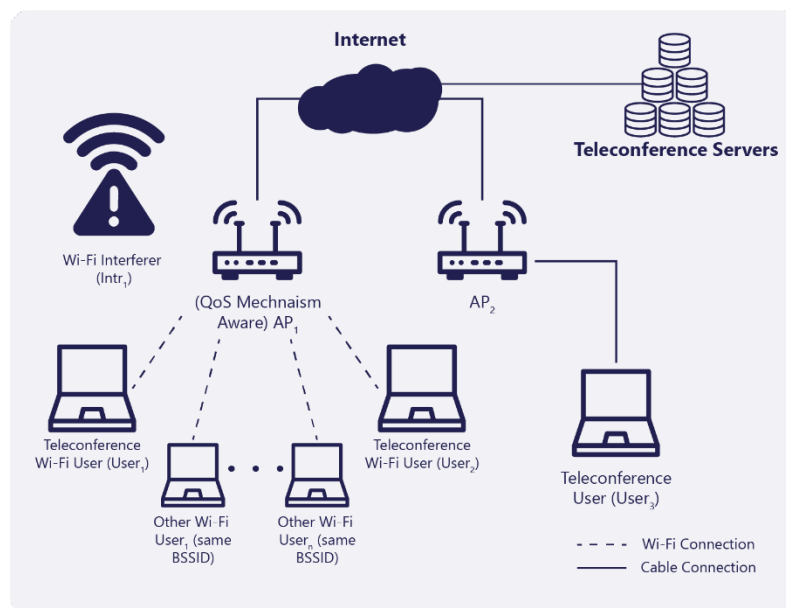 Internet
Teleconference Servers
Wi-Fi Interferer
(Intr₁)
(QoS Mechnaism
Aware) AP₁
AP₂
Teleconference
Wi-Fi User (User₁)
Teleconference
Wi-Fi User (User₂)
Teleconference
User (User₃)
Other Wi-Fi
User₁ (same
BSSID)
Other Wi-Fi
Userₙ (same
BSSID)
Wi-Fi Connection
Cable Connection